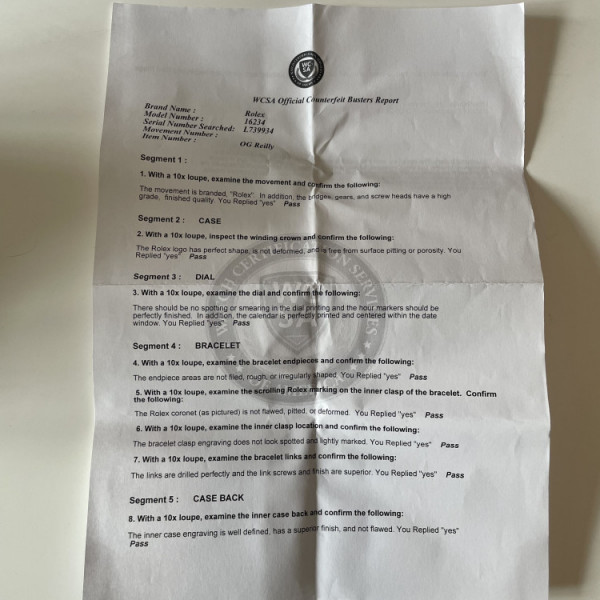 WCSA
WCSA Official Counterfeit Busters Report
Brand Name : Rolex
Model Number : 16234
Serial Number Searched: L739934
Movement Number :
Item Number : OG Reilly
Segment 1 :
1. With a 10x loupe, examine the movement and confirm the following:
The movement is branded, "Rolex". In addition, the bridges, gears, and screw heads have a high
grade, finished quality. You Replied "yes" Pass
Segment 2 : CASE
2. With a 10x loupe, inspect the winding crown and confirm the following:
The Rolex logo has perfect shape, is not deformed, and is free from surface pitting or porosity. You
Replied "yes" Pass
Segment 3 : DIAL
3. With a 10x loupe, examine the dial and confirm the following:
There should be no spotting or smearing in the dial printing and the hour markers should be
perfectly finished. In addition, the calendar is perfectly printed and centered within the date
window. You Replied "yes" Pass
Segment 4 : BRACELET
4. With a 10x loupe, examine the bracelet endpieces and confirm the following:
The endpiece areas are not filed, rough, or irregularly shaped. You Replied "yes" Pass
5. With a 10x loupe, examine the scrolling Rolex marking on the inner clasp of the bracelet. Confirm
the following:
The Rolex coronet (as pictured) is not flawed, pitted, or deformed. You Replied "yes" Pass
6. With a 10x loupe, examine the inner clasp location and confirm the following:
The bracelet clasp engraving does not look spotted and lightly marked. You Replied "yes" Pass
7. With a 10x loupe, examine the bracelet links and confirm the following:
The links are drilled perfectly and the link screws and finish are superior. You Replied "yes" Pass
Segment 5 : CASE BACK
8. With a 10x loupe, examine the inner case back and confirm the following:
The inner case engraving is well defined, has a superior finish, and not flawed. You Replied "yes"
Pass